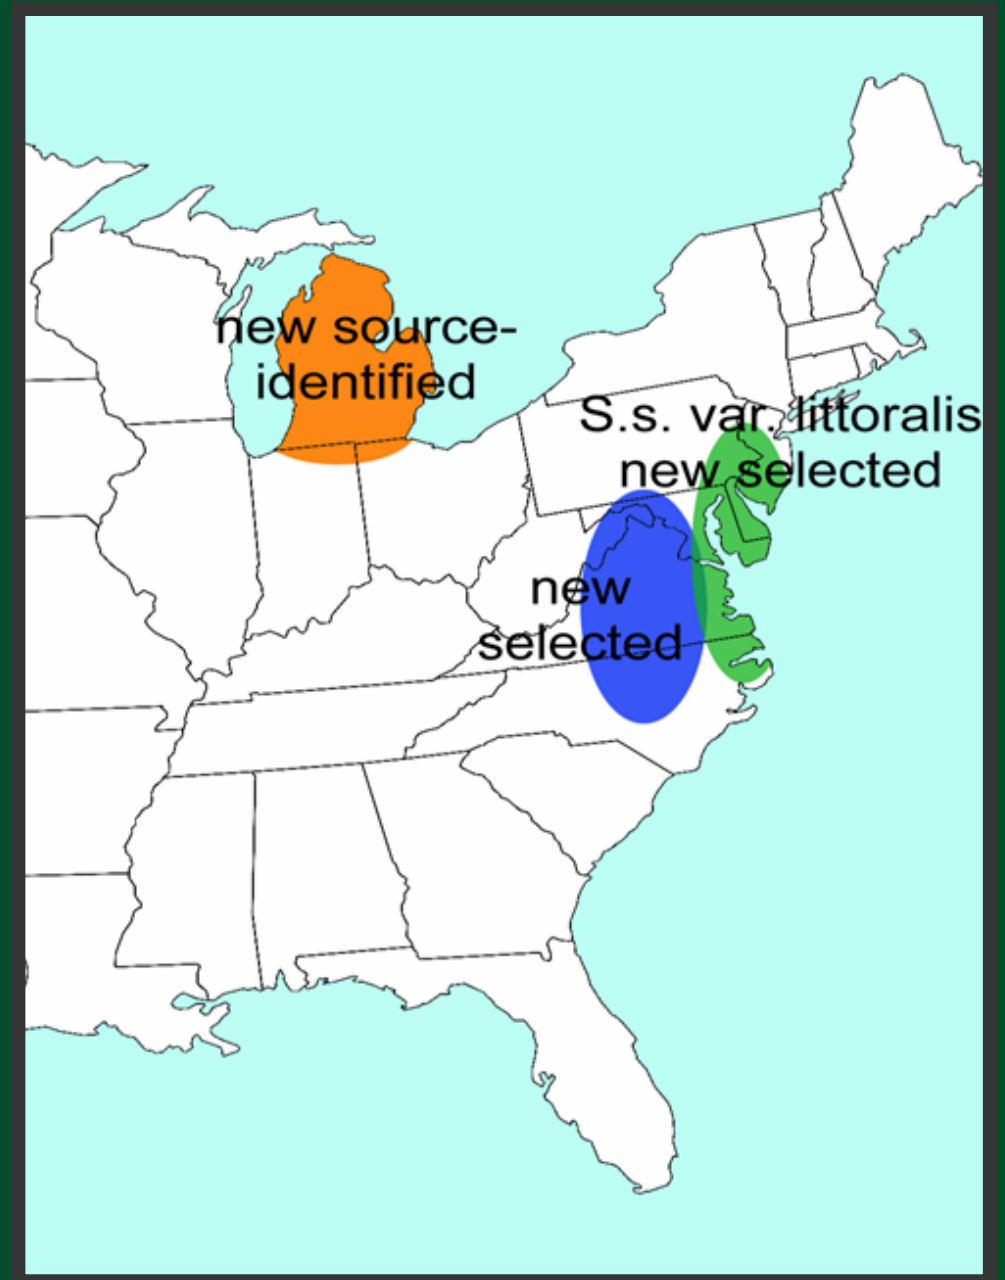 new source-
identified
S.s. var. littoralis
new selected
new
selected